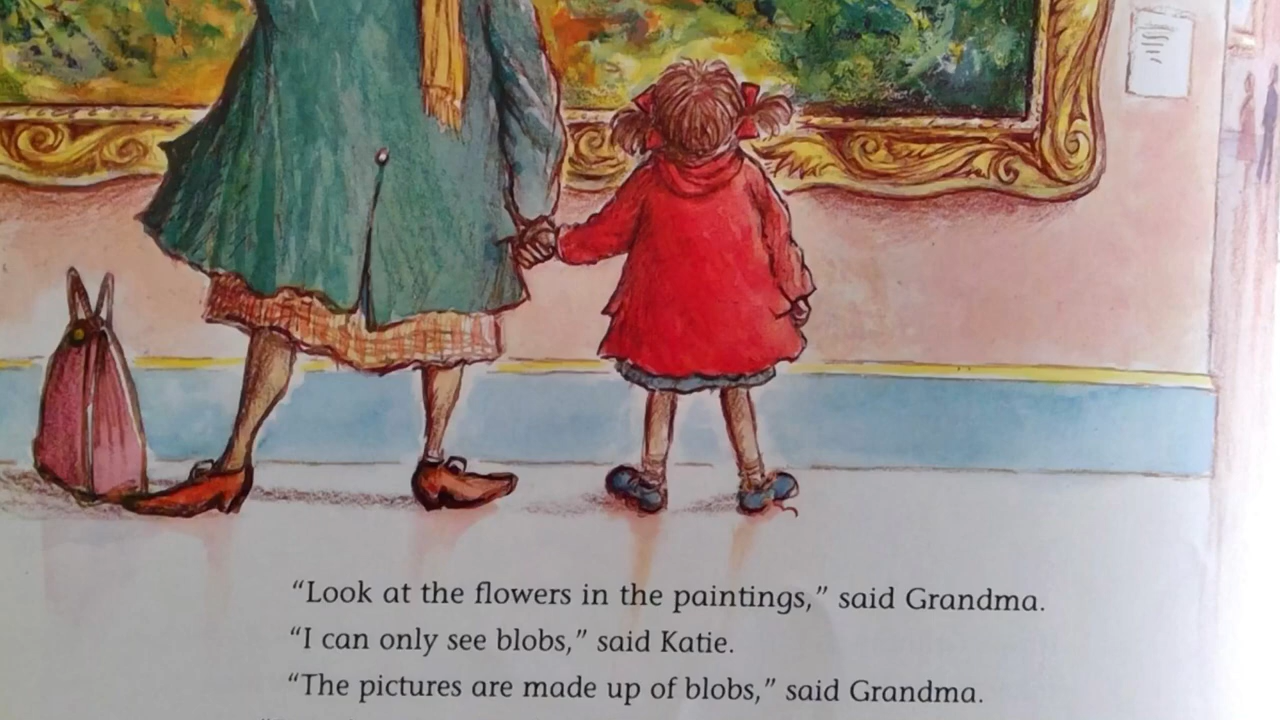 “Look at the flowers in the paintings,” said Grandma.
“I can only see blobs,” said Katie.
“The pictures are made up of blobs,” said Grandma.